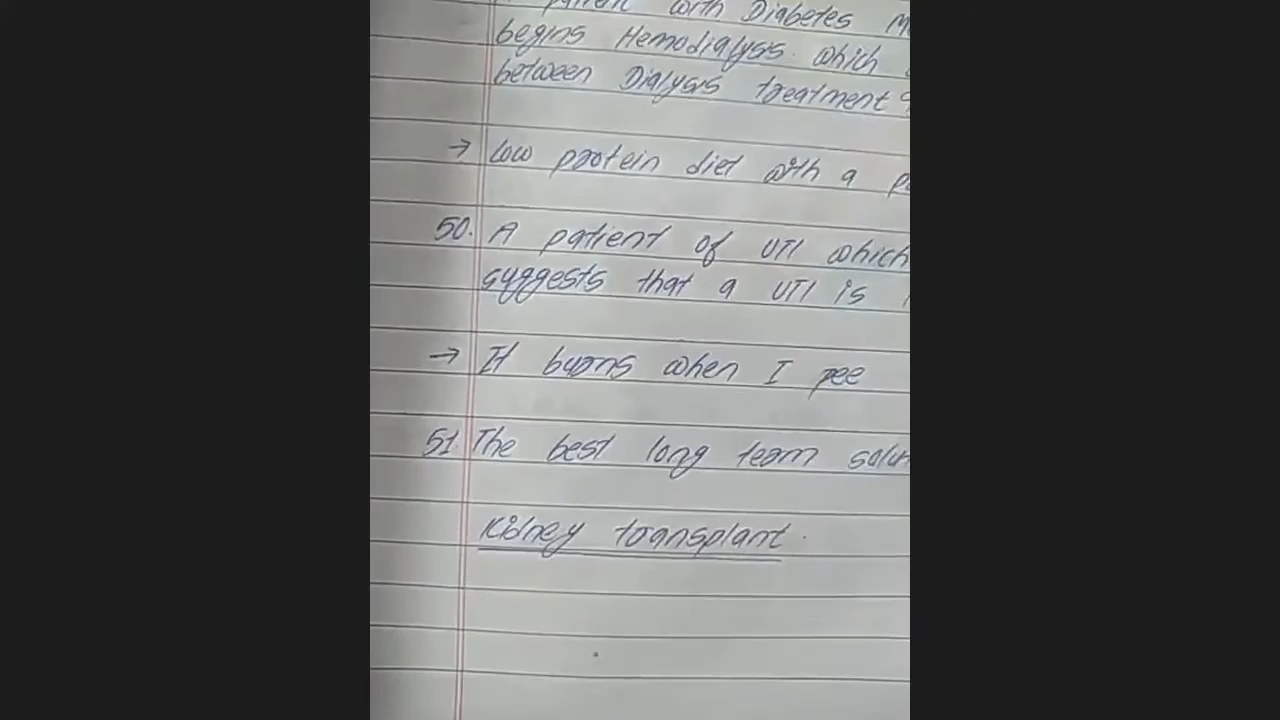 patient with Diabetes
begins Hemodialysis. which
between Dialysis treatment
→ Low protein diet with a
50. A patient of UTI which
suggests that a UTI is
→ It burns when I pee
51. The best long term
Kidney transplant.